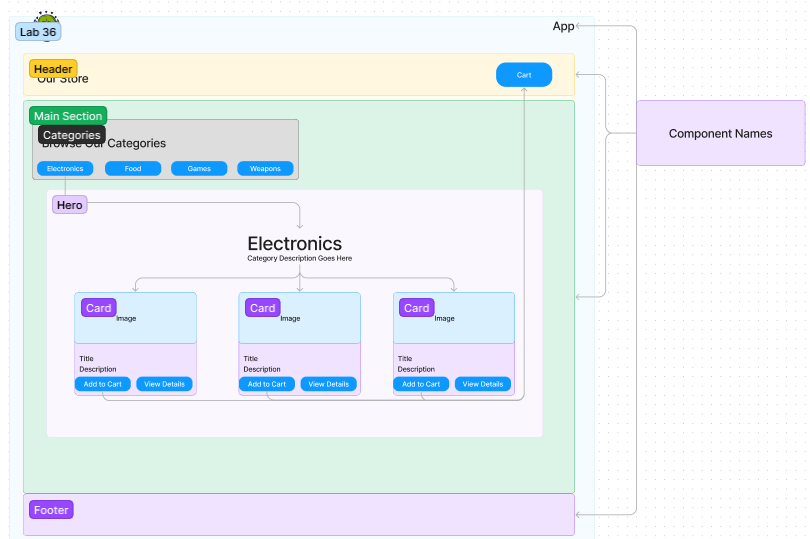 Lab 36
App
Header
Our Store
Cart
Component Names
Main Section
Categories
Browse Our Categories
Electronics
Food
Games
Weapons
Hero
Electronics
Category Description Goes Here
Card
Image
Card
Image
Card
Image
Title
Description
Add to Cart
View Details
Title
Description
Add to Cart
View Details
Title
Description
Add to Cart
View Details
Footer